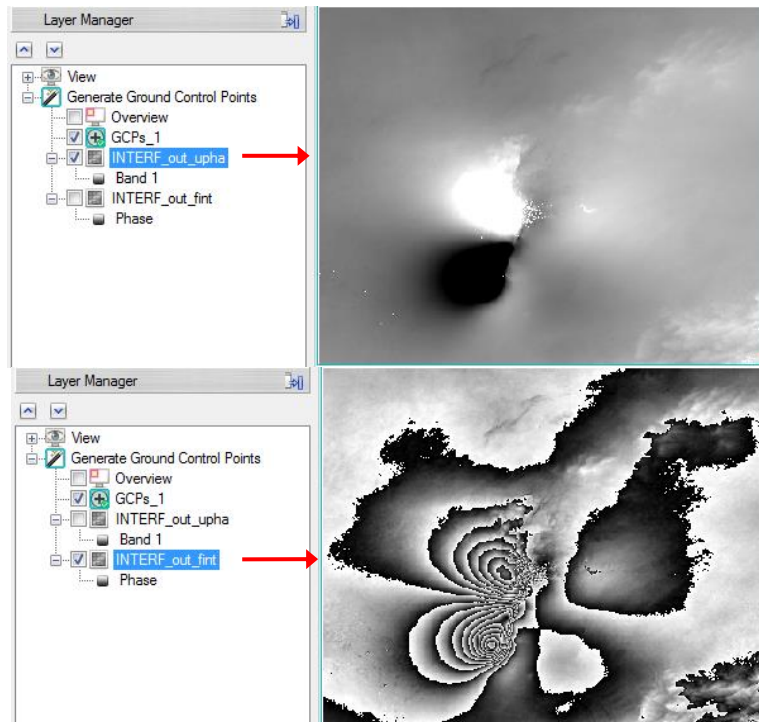 Layer Manager
View
Generate Ground Control Points
Overview
GCPs_1
INTERF_out_upha
Band 1
INTERF_out_fint
Phase
Layer Manager
View
Generate Ground Control Points
Overview
GCPs_1
INTERF_out_upha
Band 1
INTERF_out_fint
Phase